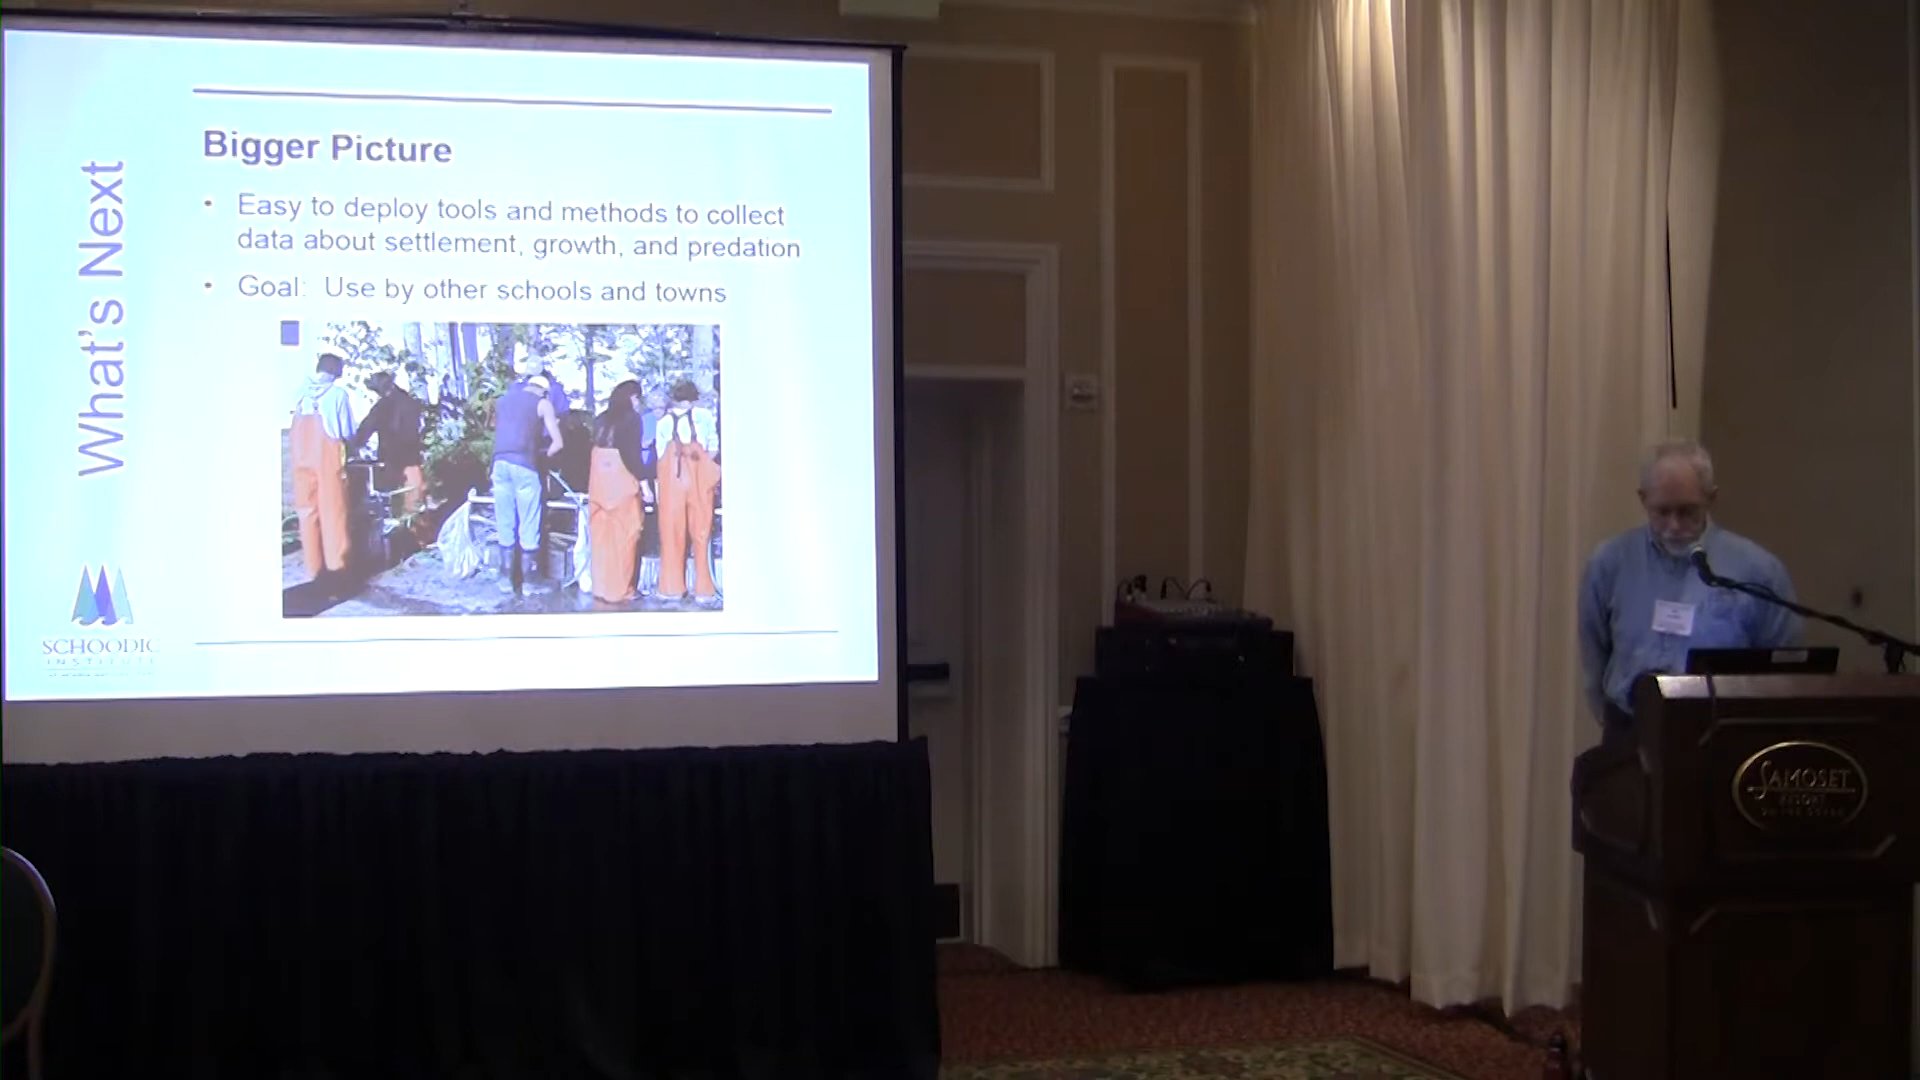 What's Next
Bigger Picture
• Easy to deploy tools and methods to collect
data about settlement, growth, and predation
• Goal: Use by other schools and towns
SCHOODIC
INSTITUTE
SAMOSET
RESORT